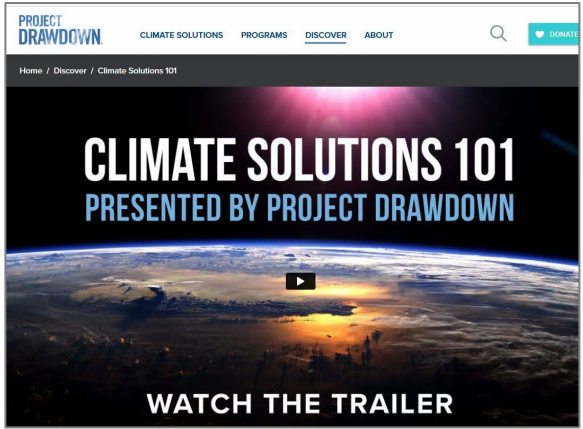 PROJECT
DRAWDOWN.
CLIMATE SOLUTIONS PROGRAMS DISCOVER ABOUT
DONATE
Home / Discover / Climate Solutions 101
CLIMATE SOLUTIONS 101
PRESENTED BY PROJECT DRAWDOWN
WATCH THE TRAILER